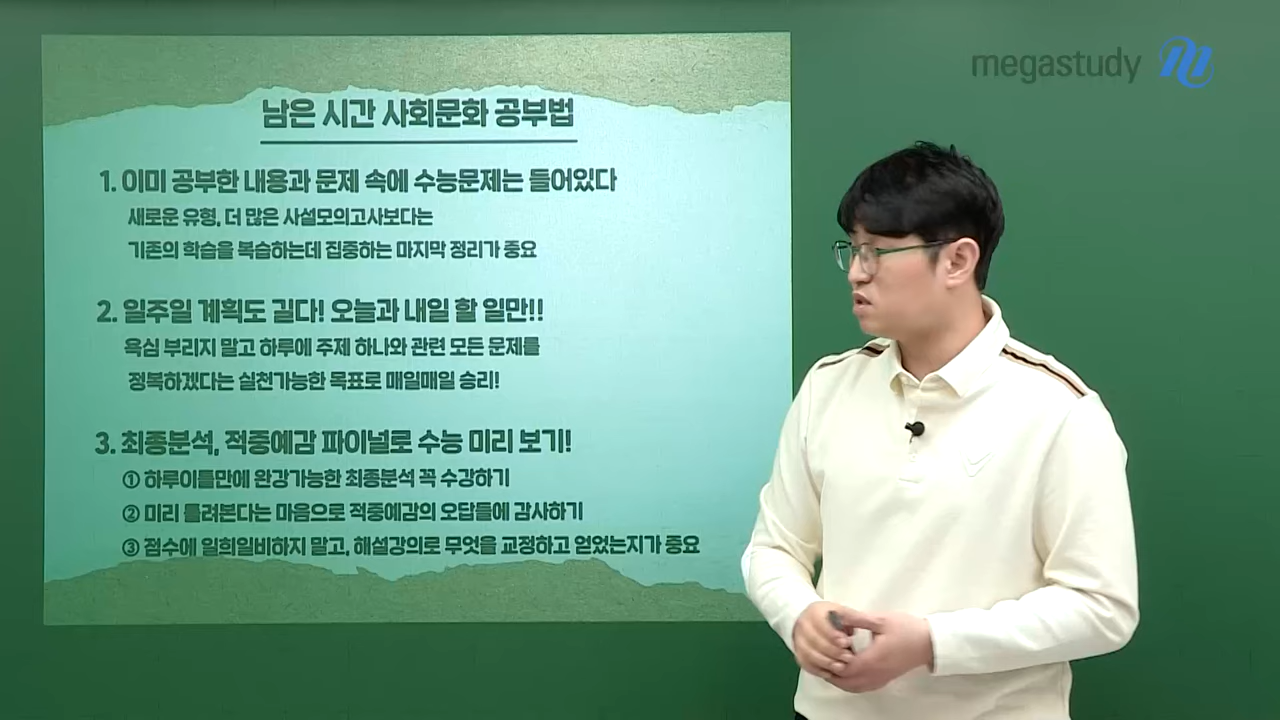 megastudy
남은 시간 사회문화 공부법
1. 이미 공부한 내용과 문제 속에 수능문제는 들어있다
새로운 유형, 더 많은 사설모의고사보다는
기존의 학습을 복습하는데 집중하는 마지막 정리가 중요
2. 일주일 계획도 길다! 오늘과 내일 할 일만!!
욕심 부리지 말고 하루에 주제 하나와 관련 모든 문제를
정복하겠다는 실천가능한 목표로 매일매일 승리!
3. 최종분석, 적중예감 파이널로 수능 미리 보기!
① 하루이틀만에 완강가능한 최종분석 꼭 수강하기
② 미리 틀려본다는 마음으로 적중예감의 오답들에 감사하기
③ 점수에 일희일비하지 말고, 해설강의로 무엇을 교정하고 얻었는지가 중요